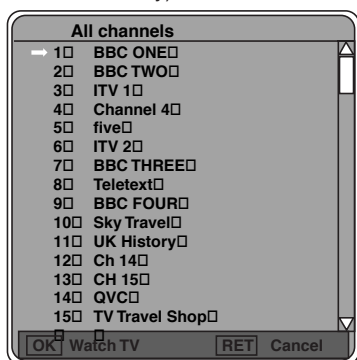 All channels
1□ BBC ONE□
2□ BBC TWO□
3□ ITV 1□
4□ Channel 4□
5□ five□
6□ ITV 2□
7□ BBC THREE□
8□ Teletext□
9□ BBC FOUR□
10□ Sky Travel□
11□ UK History□
12□ Ch 14□
13□ CH 15□
14□ QVC□
15□ TV Travel Shop□
□ □
OK Watch TV RET Cancel